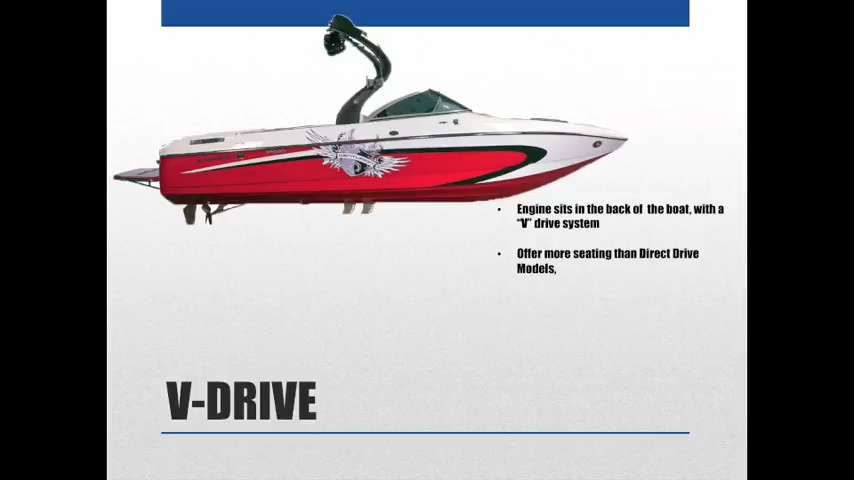 • Engine sits in the back of the boat, with a
"V" drive system
• Offer more seating than Direct Drive
Models,
V-DRIVE